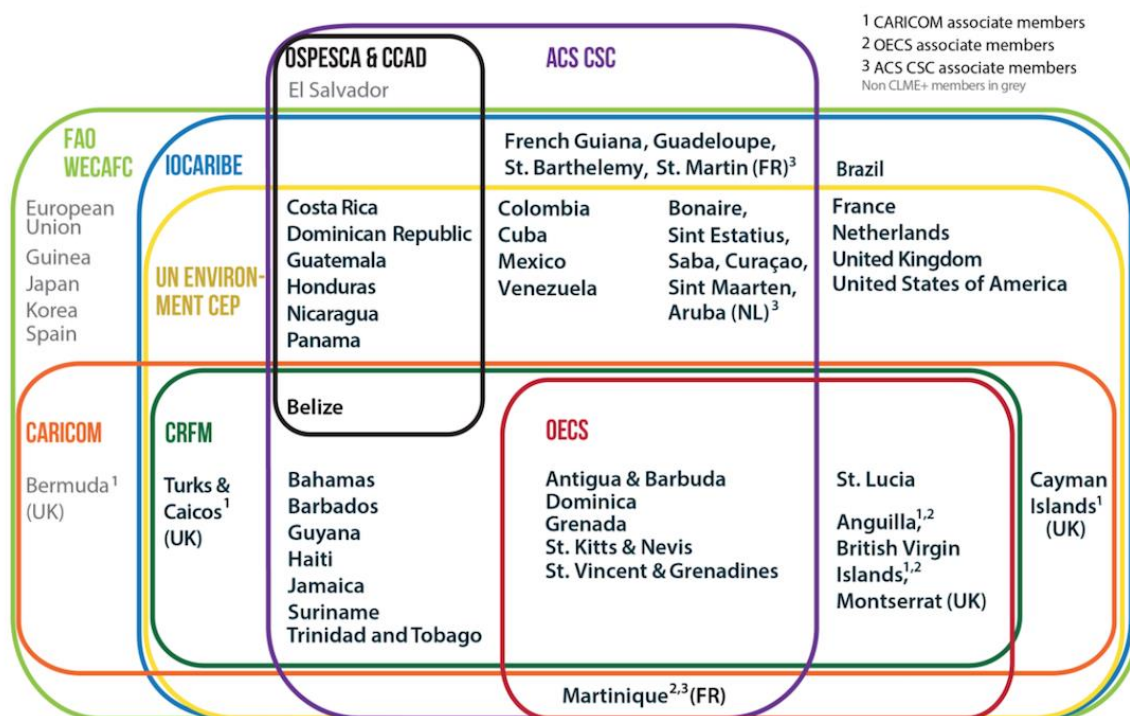 ¹ CARICOM associate members
² OECS associate members
³ ACS CSC associate members
Non CLME+ members in grey
OSPESCA & CCAD
El Salvador
ACS CSC
FAO
WECAFC
European
Union
Guinea
Japan
Korea
Spain
IOCARIBE
French Guiana, Guadeloupe,
St. Barthelemy, St. Martin (FR)³
Brazil
UN ENVIRON-
MENT CEP
Costa Rica
Dominican Republic
Guatemala
Honduras
Nicaragua
Panama
Colombia
Cuba
Mexico
Venezuela
Bonaire,
Sint Estatius,
Saba, Curaçao,
Sint Maarten,
Aruba (NL)³
France
Netherlands
United Kingdom
United States of America
CARICOM
Bermuda¹
(UK)
CRFM
Turks &
Caicos¹
(UK)
Belize
Bahamas
Barbados
Guyana
Haiti
Jamaica
Suriname
Trinidad and Tobago
OECS
Antigua & Barbuda
Dominica
Grenada
St. Kitts & Nevis
St. Vincent & Grenadines
St. Lucia
Anguilla,¹,²
British Virgin
Islands,¹,²
Montserrat (UK)
Cayman
Islands¹
(UK)
Martinique²,³ (FR)